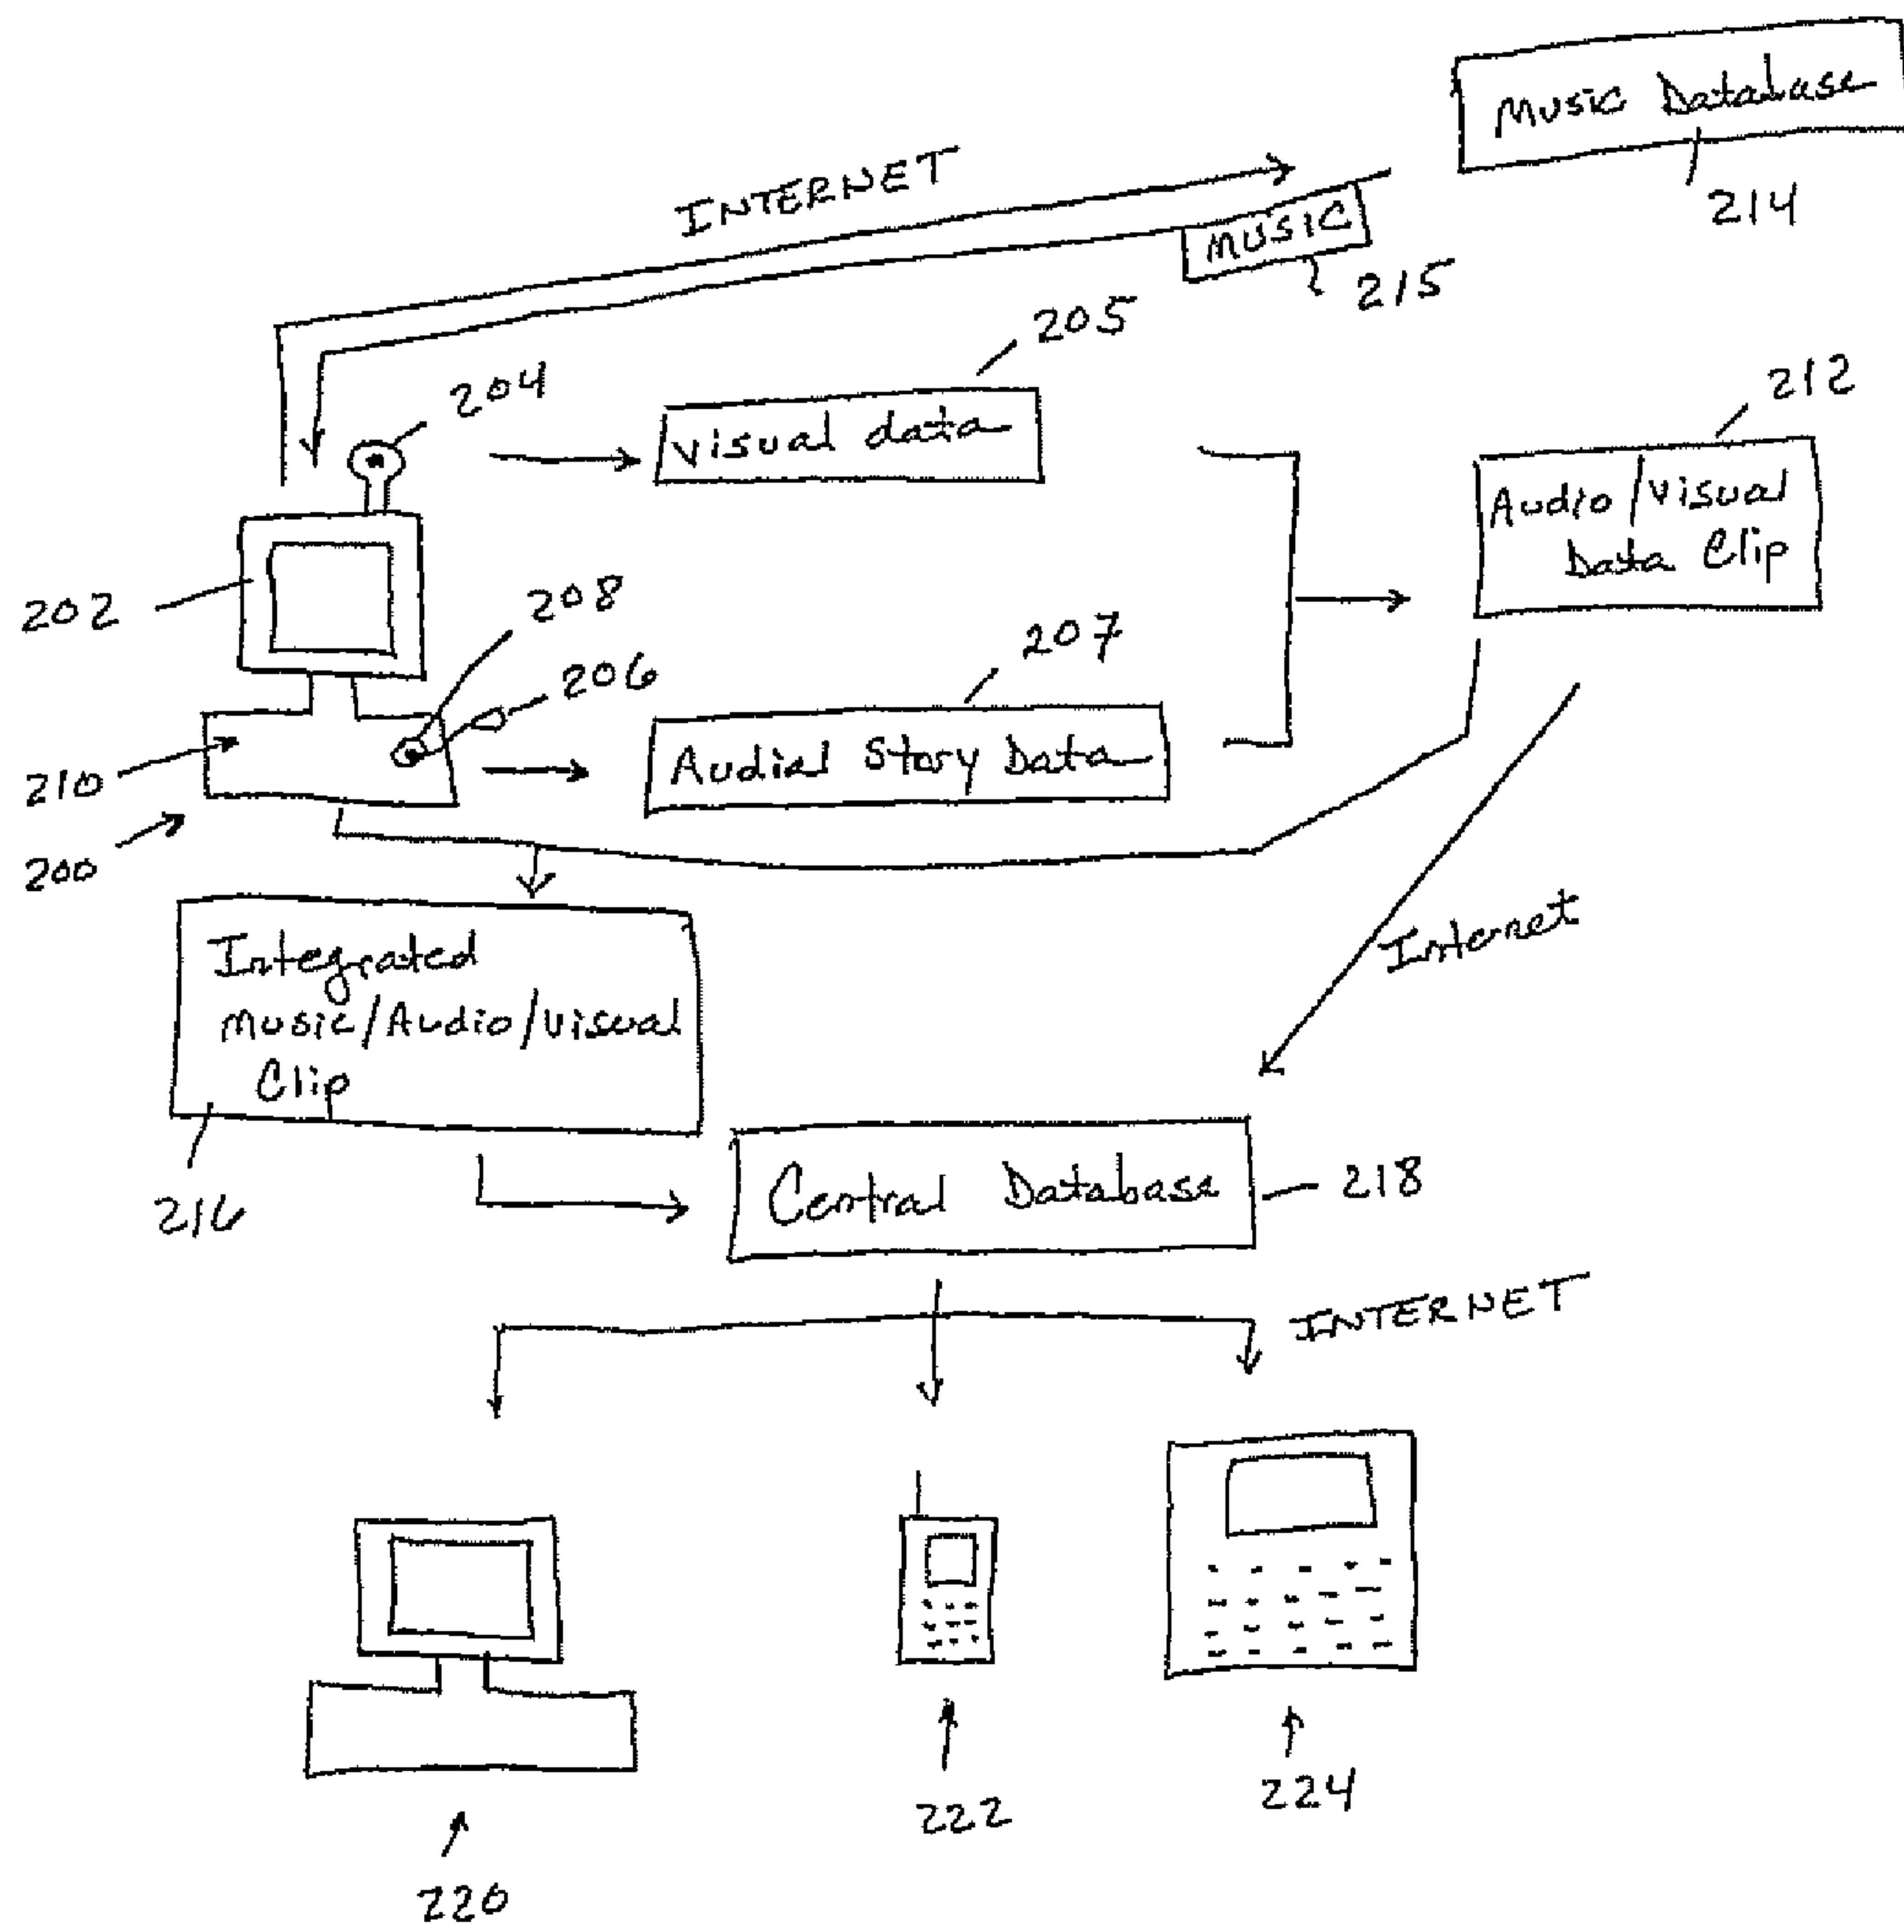 Music Database
214
INTERNET
MUSIC
215
205
204
visual data
212
Audio/Visual
Data Clip
202
208
206
207
Audial Story Data
210
200
Internet
Integrated
Music/Audio/Visual
Clip
216
Central Database
218
INTERNET
222
224
220